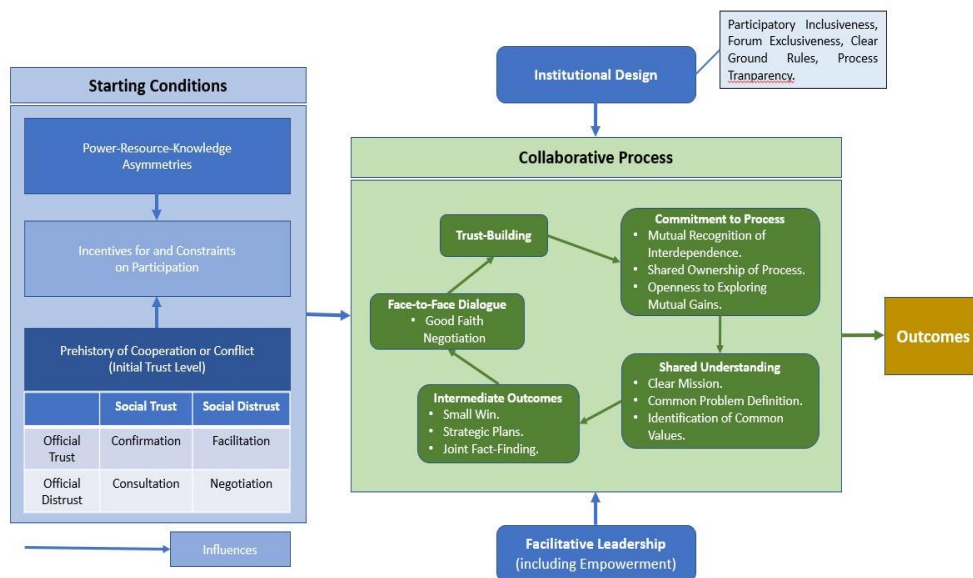 Participatory Inclusiveness,
Forum Exclusiveness, Clear
Ground Rules, Process
Tranparency.
Institutional Design
Starting Conditions
Power-Resource-Knowledge
Asymmetries
Incentives for and Constraints
on Participation
Prehistory of Cooperation or Conflict
(Initial Trust Level)
Social Trust Social Distrust
Official
Trust
Confirmation Facilitation
Official
Distrust
Consultation Negotiation
Influences
Collaborative Process
Trust-Building
Commitment to Process
• Mutual Recognition of
Interdependence.
• Shared Ownership of Process.
• Openness to Exploring
Mutual Gains.
Face-to-Face Dialogue
• Good Faith
Negotiation
Shared Understanding
• Clear Mission.
• Common Problem Definition.
• Identification of Common
Values.
Intermediate Outcomes
• Small Win.
• Strategic Plans.
• Joint Fact-Finding.
Outcomes
Facilitative Leadership
(including Empowerment)